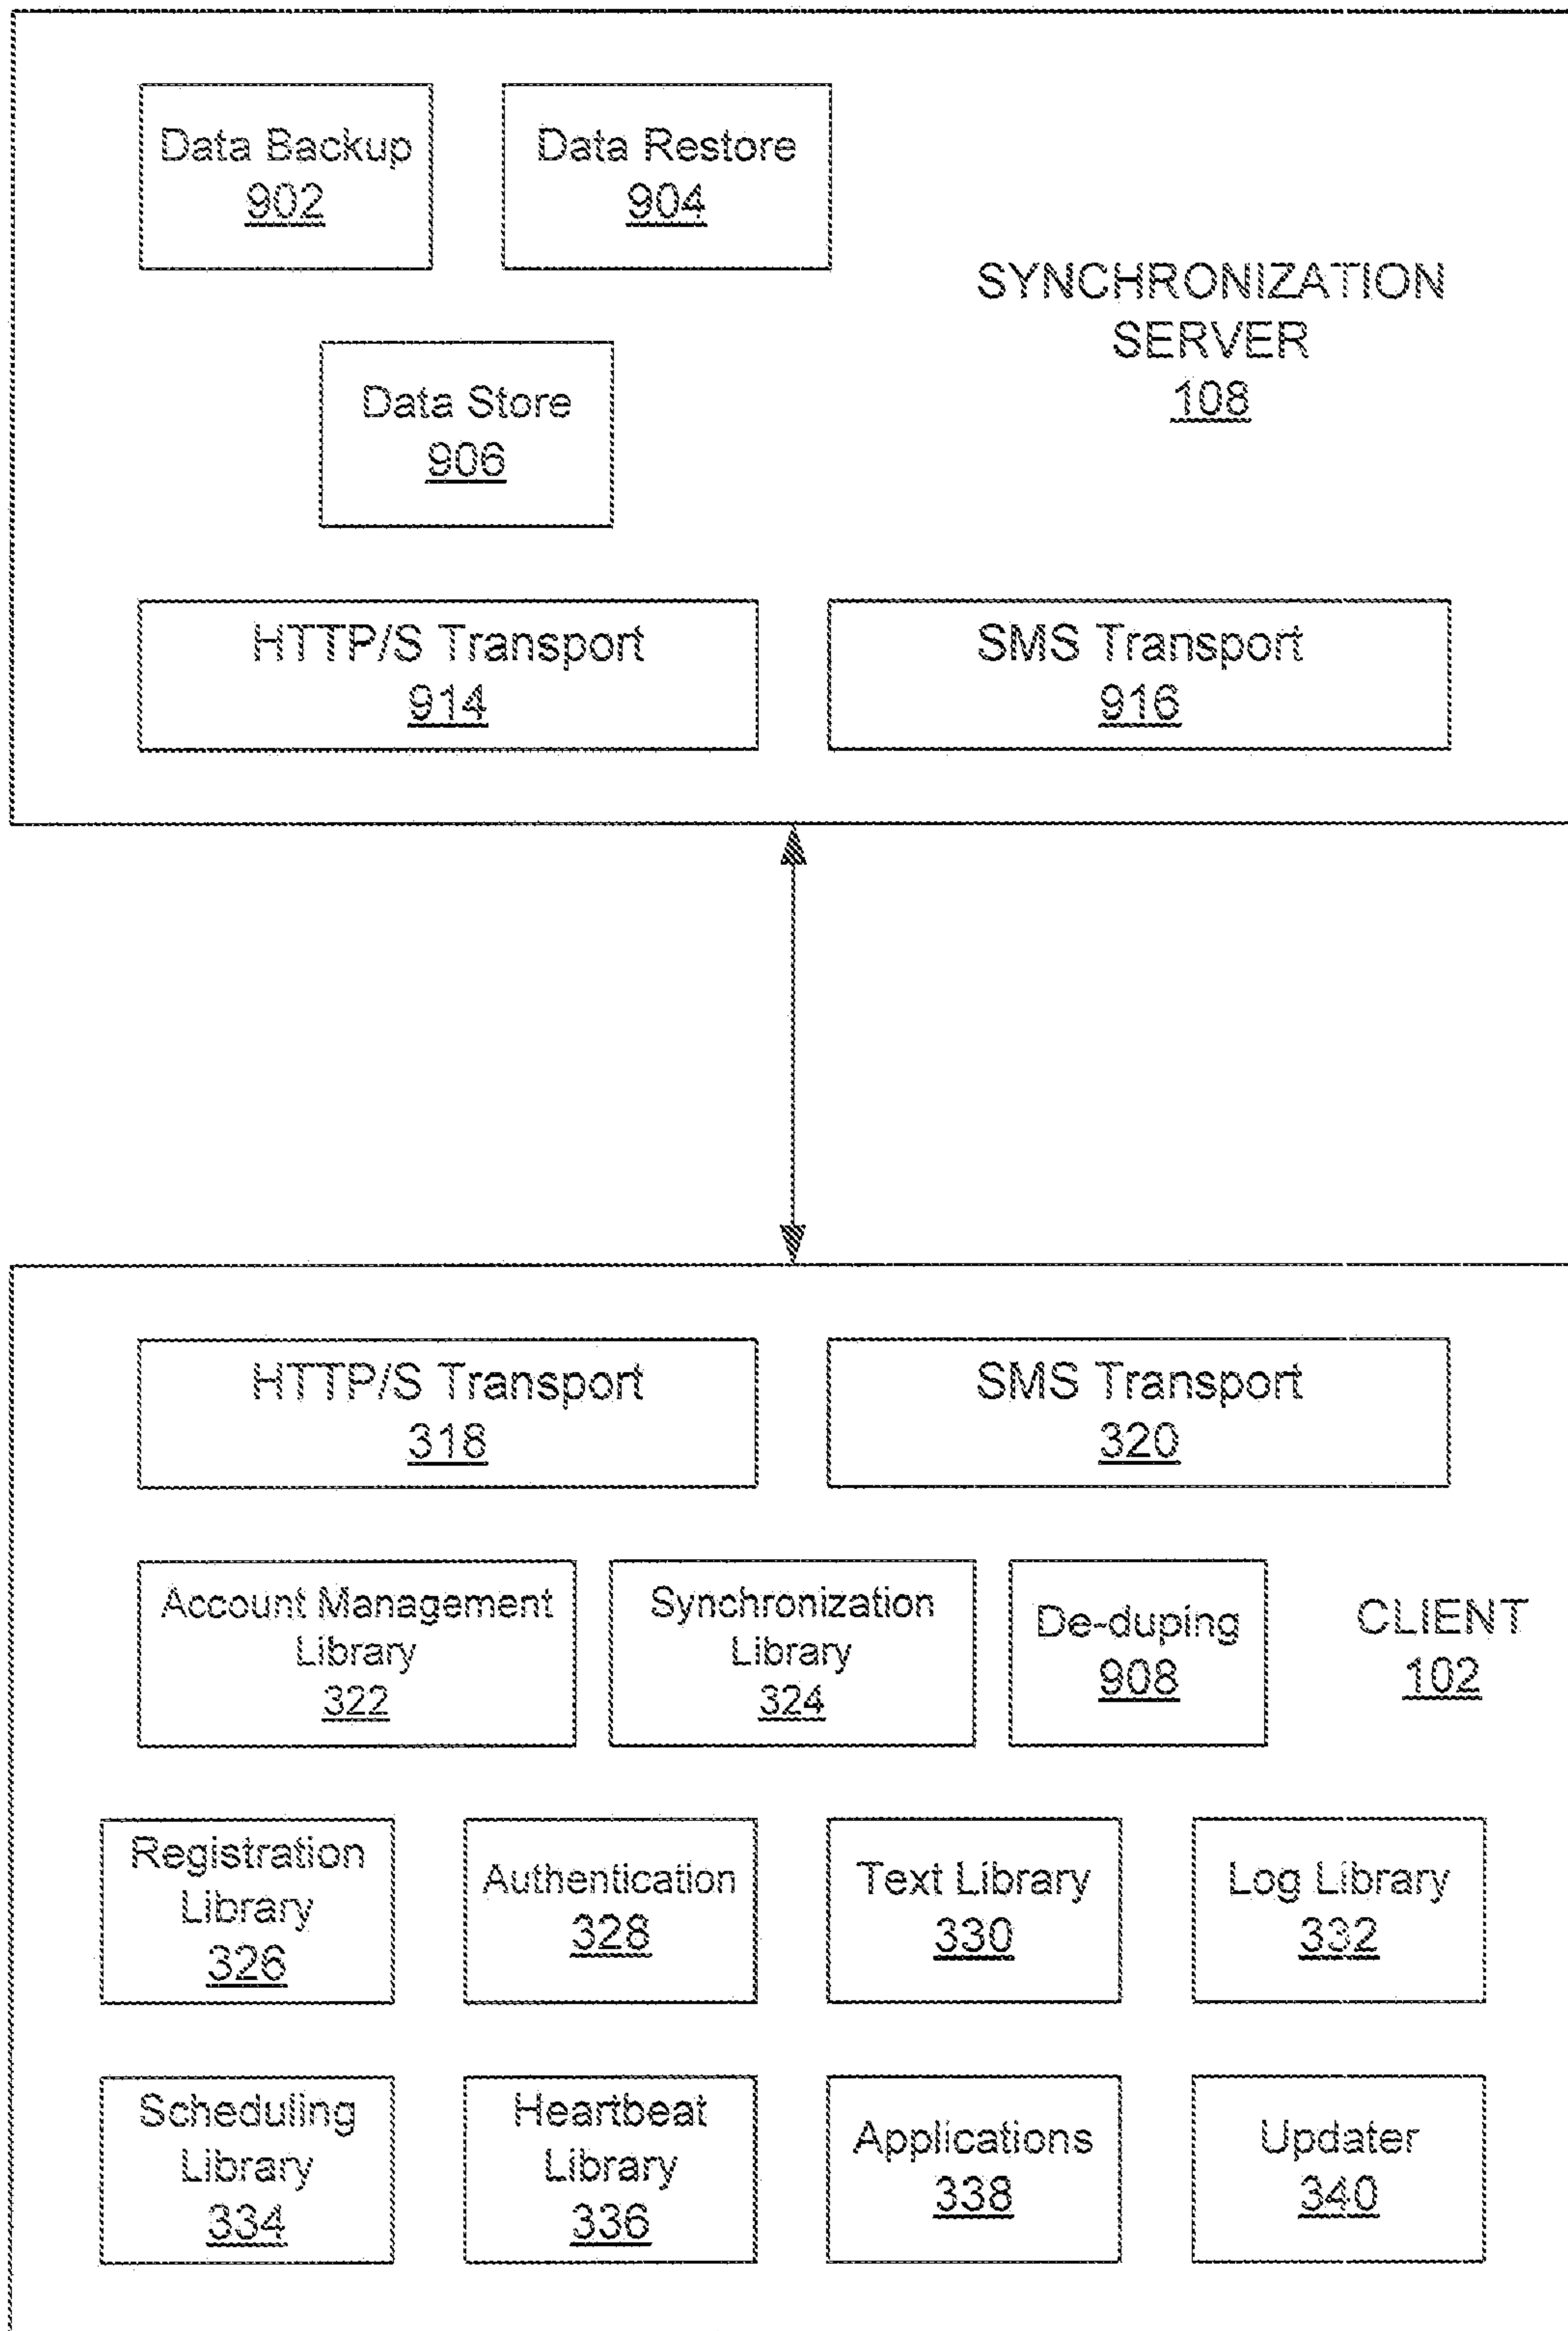 Data Backup
902
Data Restore
904
SYNCHRONIZATION
SERVER
108
Data Store
906
HTTP/S Transport
914
SMS Transport
916
HTTP/S Transport
318
SMS Transport
320
Account Management
Library
322
Synchronization
Library
324
De-duping
908
CLIENT
102
Registration
Library
326
Authentication
328
Text Library
330
Log Library
332
Scheduling
Library
334
Heartbeat
Library
336
Applications
338
Updater
340